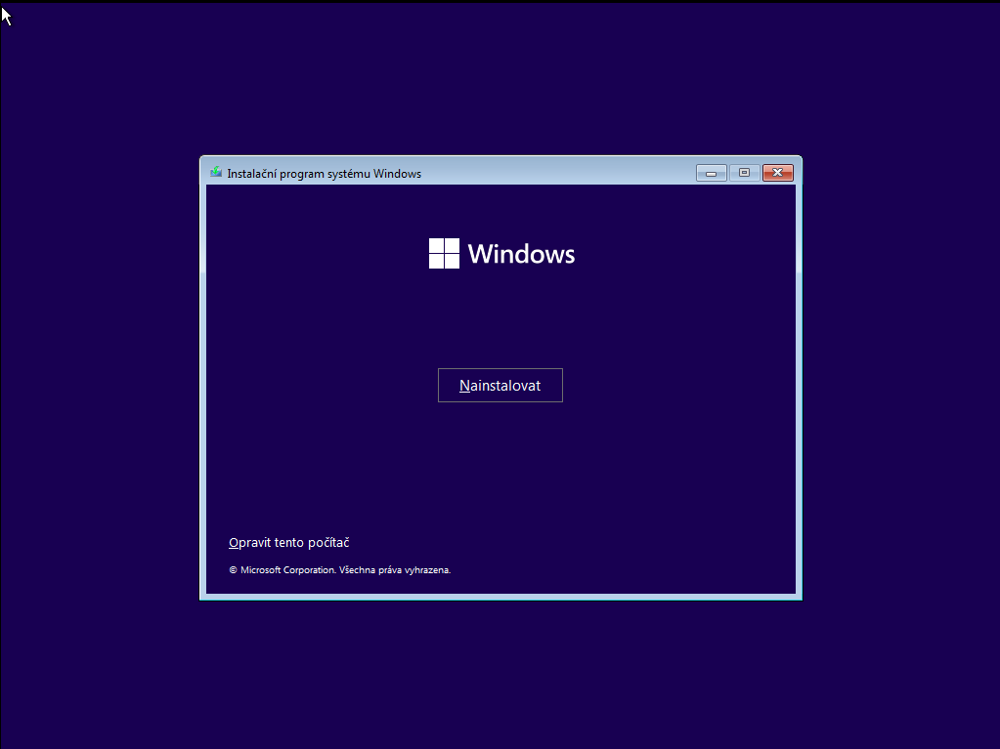 Instalační program systému Windows
Windows
Nainstalovat
Opravit tento počítač
© Microsoft Corporation. Všechna práva vyhrazena.